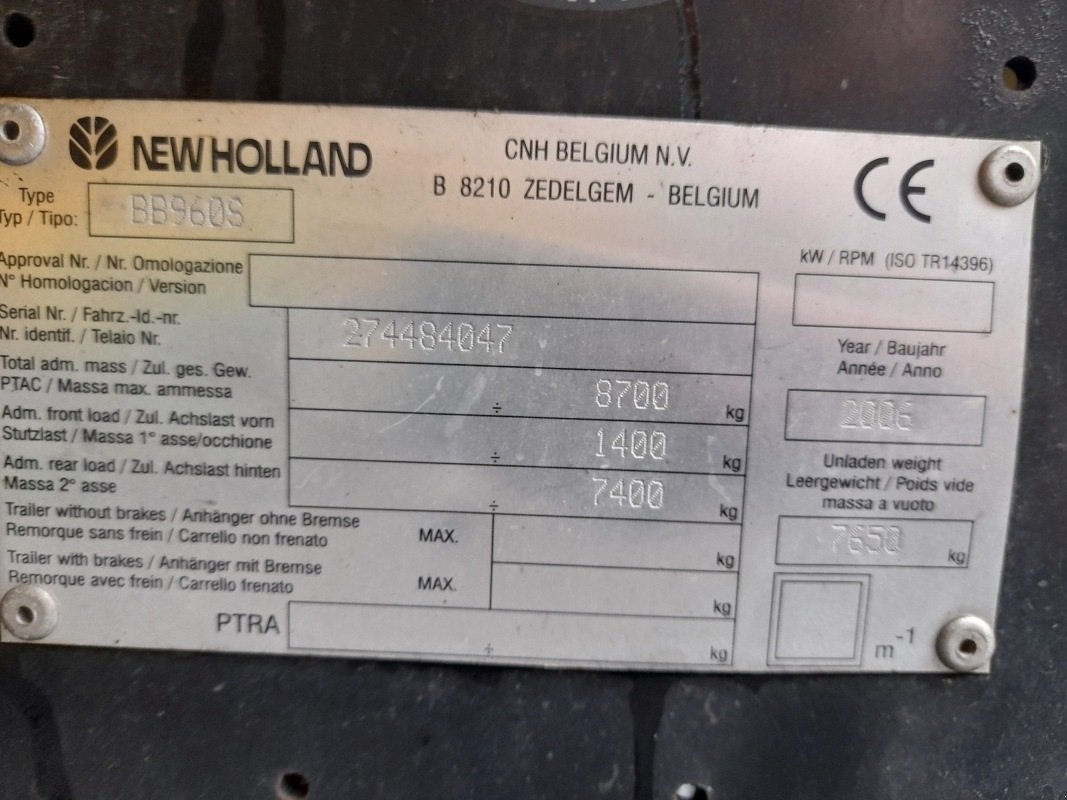 NEW HOLLAND
CNH BELGIUM N.V.
B 8210 ZEDELGEM - BELGIUM
CE
Type
Typ / Tipo:
BB960S
Approval Nr. / Nr. Omologazione
N° Homologacion / Version
Serial Nr. / Fahrz.-Id.-nr.
Nr. identif. / Telaio Nr.
274484047
Total adm. mass / Zul. ges. Gew.
PTAC / Massa max. ammessa
÷ 8700 kg
Adm. front load / Zul. Achslast vorn
Stutzlast / Massa 1° asse/occhione
÷ 1400 kg
Adm. rear load / Zul. Achslast hinten
Massa 2° asse
÷ 7400 kg
Trailer without brakes / Anhänger ohne Bremse
Remorque sans frein / Carrello non frenato
MAX. kg
Trailer with brakes / Anhänger mit Bremse
Remorque avec frein / Carrello frenato
MAX. kg
PTRA ÷ kg
kW / RPM (ISO TR14396)
Year / Baujahr
Année / Anno
2006
Unladen weight
Leergewicht / Poids vide
massa a vuoto
7650 kg
m-1